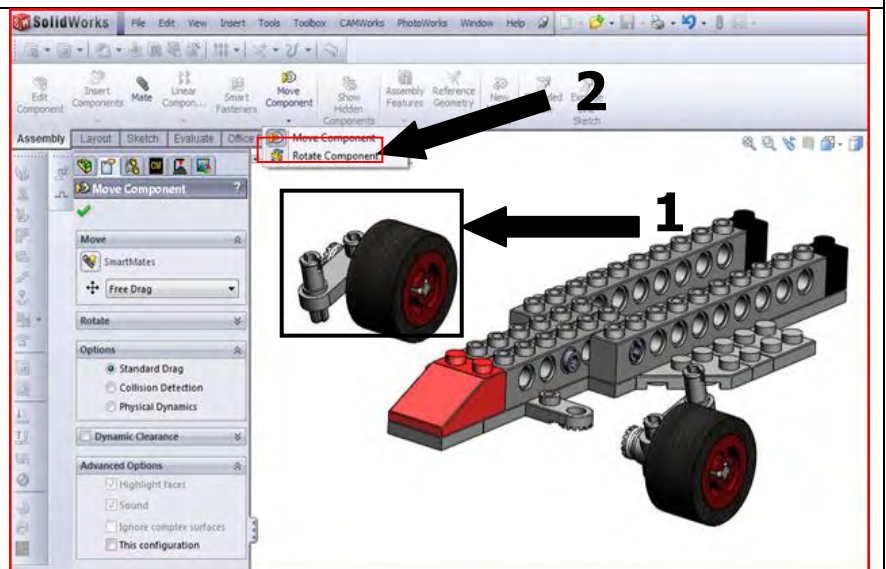 SolidWorks File Edit View Insert Tools Toolbox CAMWorks PhotoWorks Window Help
Edit Component
Insert Components
Mate
Linear Compon...
Smart Fasteners
Move Component
Show Hidden Components
Assembly Features
Reference Geometry
New
Sketch
2
Assembly Layout Sketch Evaluate Office
Move Component
Rotate Component
Move Component ?
1
Move
SmartMates
Free Drag
Rotate
Options
Standard Drag
Collision Detection
Physical Dynamics
Dynamic Clearance
Advanced Options
Highlight faces
Sound
Ignore complex surfaces
This configuration